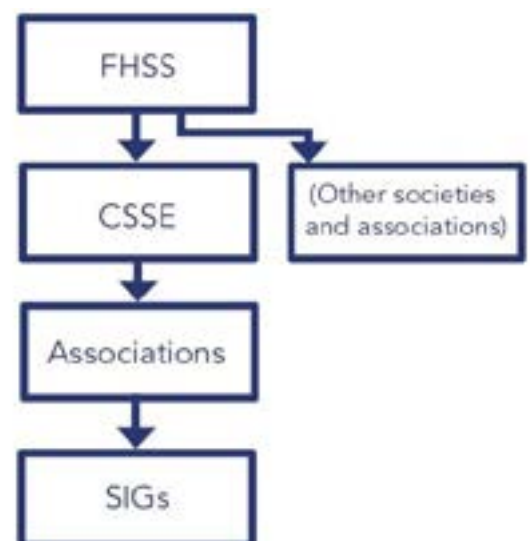 FHSS
CSSE
(Other societies
and associations)
Associations
SIGs